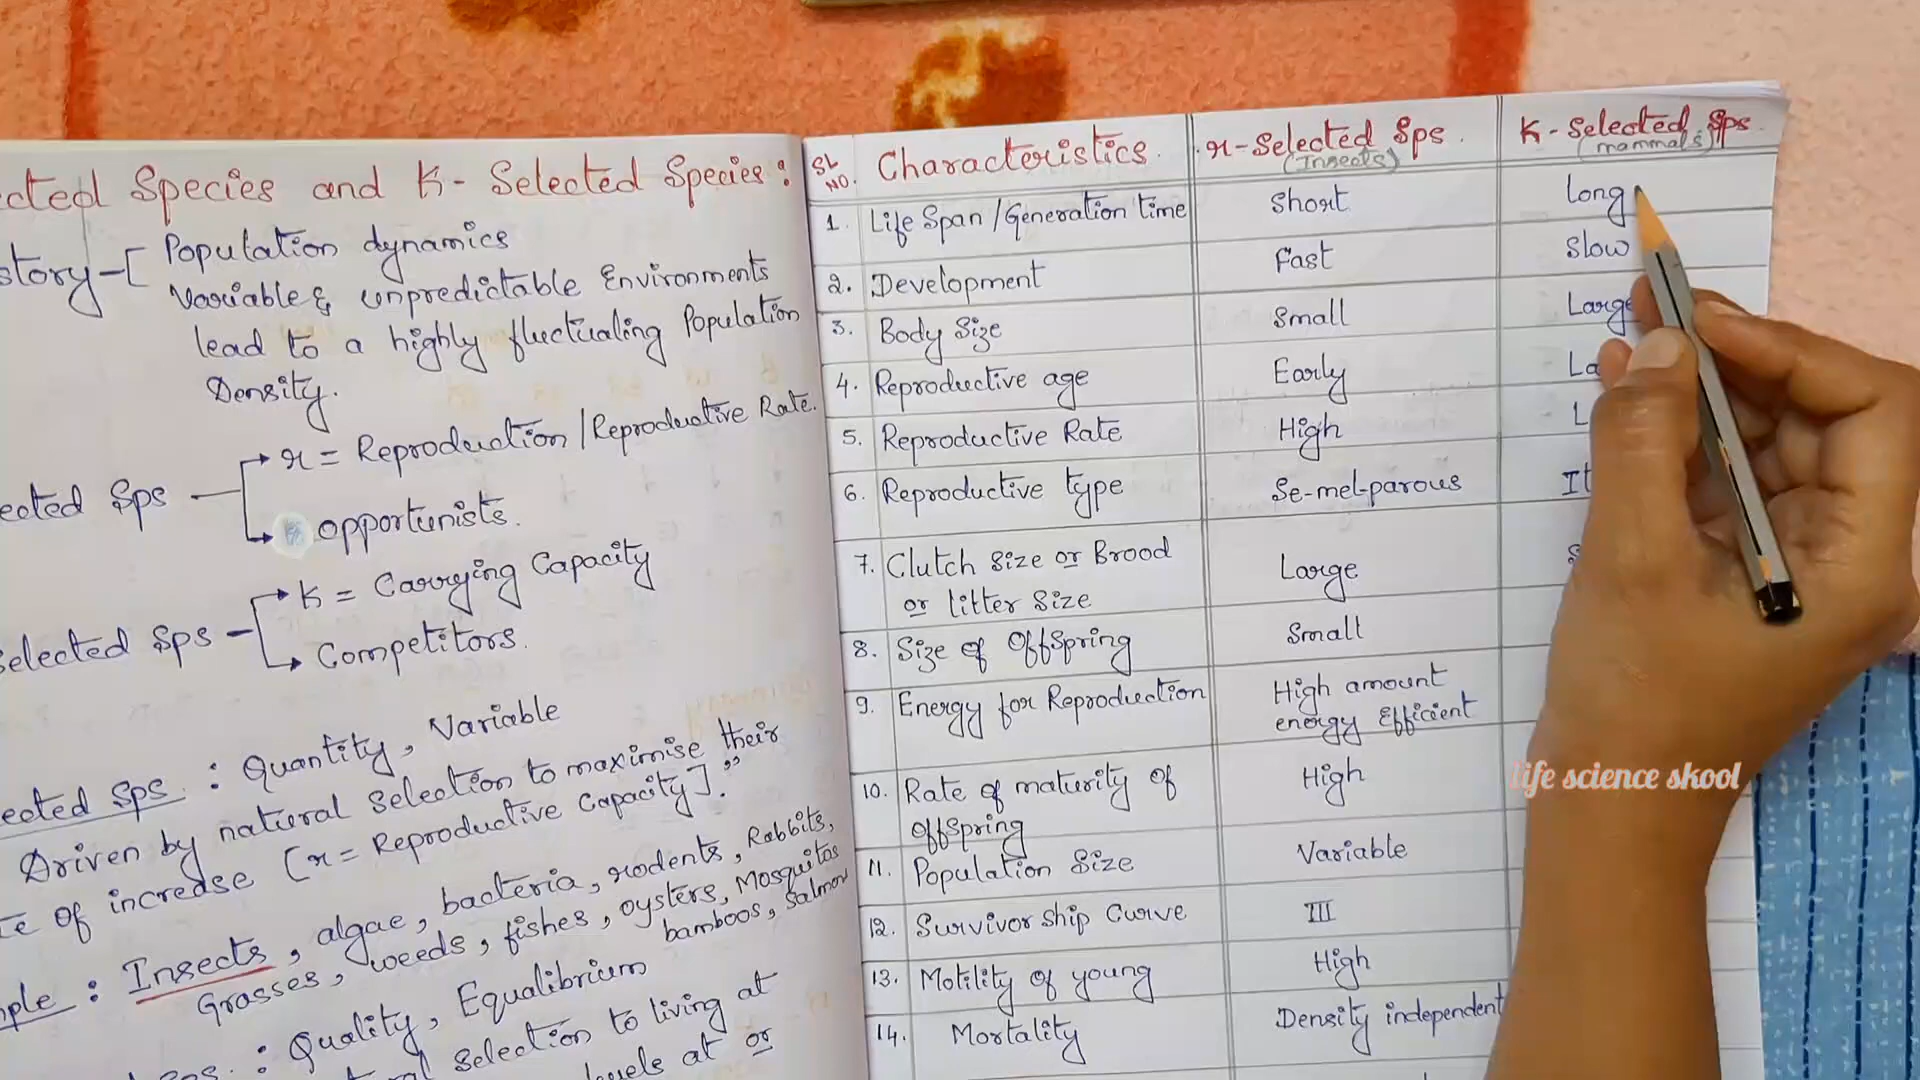 Species and K- Selected Species:
Population dynamics
Variable & unpredictable Environments
lead to a highly fluctuating Population
Density.
r = Reproduction / Reproductive Rate.
Sps
opportunists.
K = Carrying Capacity
Sps
Competitors.
Sps : Quantity, Variable
Driven by natural selection to maximise their
of increase [r = Reproductive Capacity].”
: Insects, algae, bacteria, rodents, Rabbits,
Grasses, weeds, fishes, oysters, Mosquitos
bamboos, Salmon
: Quality, Equalibrium
selection to living at
at or
SL NO. Characteristics. r-Selected Sps. K-Selected Sps.
(Insects) (mammals)
1. Life Span / Generation time Short Long
2. Development Fast Slow
3. Body Size Small Large
4. Reproductive age Early
5. Reproductive Rate High
6. Reproductive type Se-mel-parous
7. Clutch size or Brood Large
or litter size
8. Size of Offspring Small
9. Energy for Reproduction High amount
energy Efficient
10. Rate of maturity of High
Offspring
11. Population Size Variable
12. Survivor ship Curve III
13. Motility of young High
14. Mortality Density independent
life science skool